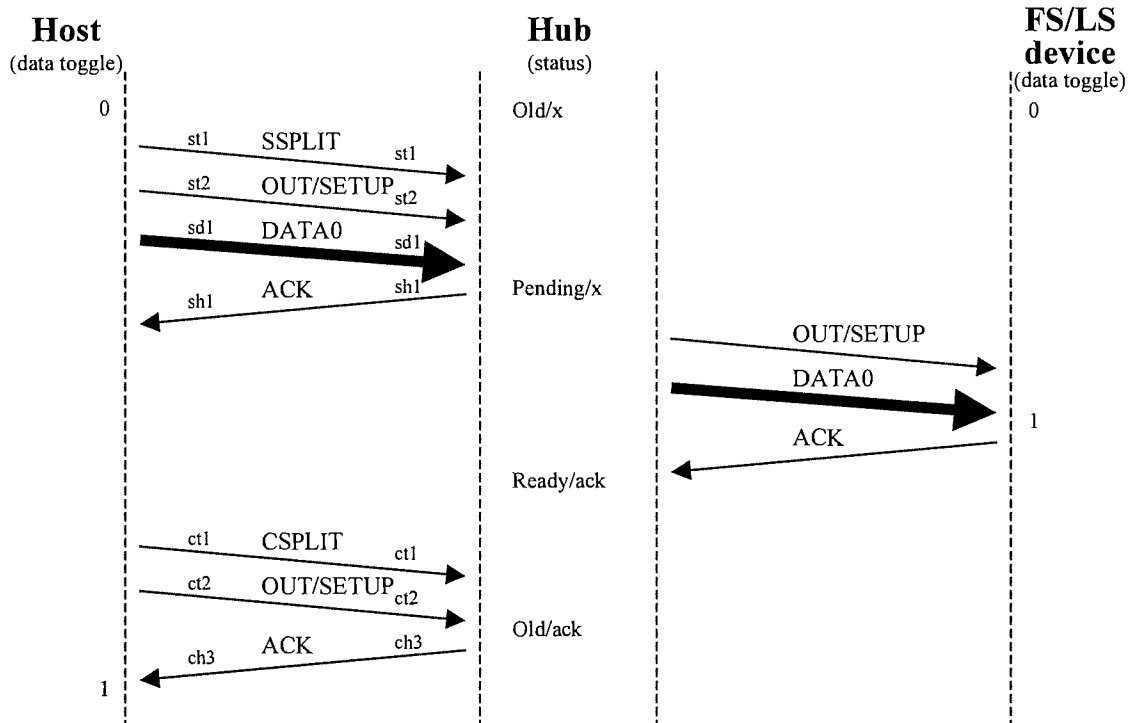 Host
(data toggle)
Hub
(status)
FS/LS
device
(data toggle)
0
Old/x
0
st1 SSPLIT st1
st2 OUT/SETUP st2
sd1 DATA0 sd1
sh1 ACK sh1
Pending/x
OUT/SETUP
DATA0
1
ACK
Ready/ack
ct1 CSPLIT ct1
ct2 OUT/SETUP ct2
Old/ack
ch3 ACK ch3
1